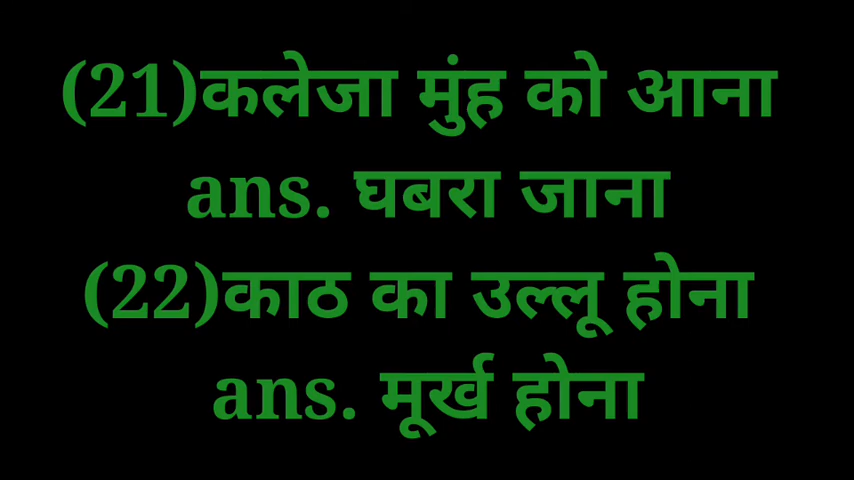 (21)कलेजा मुंह को आना
ans. घबरा जाना
(22)काठ का उल्लू होना
ans. मूर्ख होना